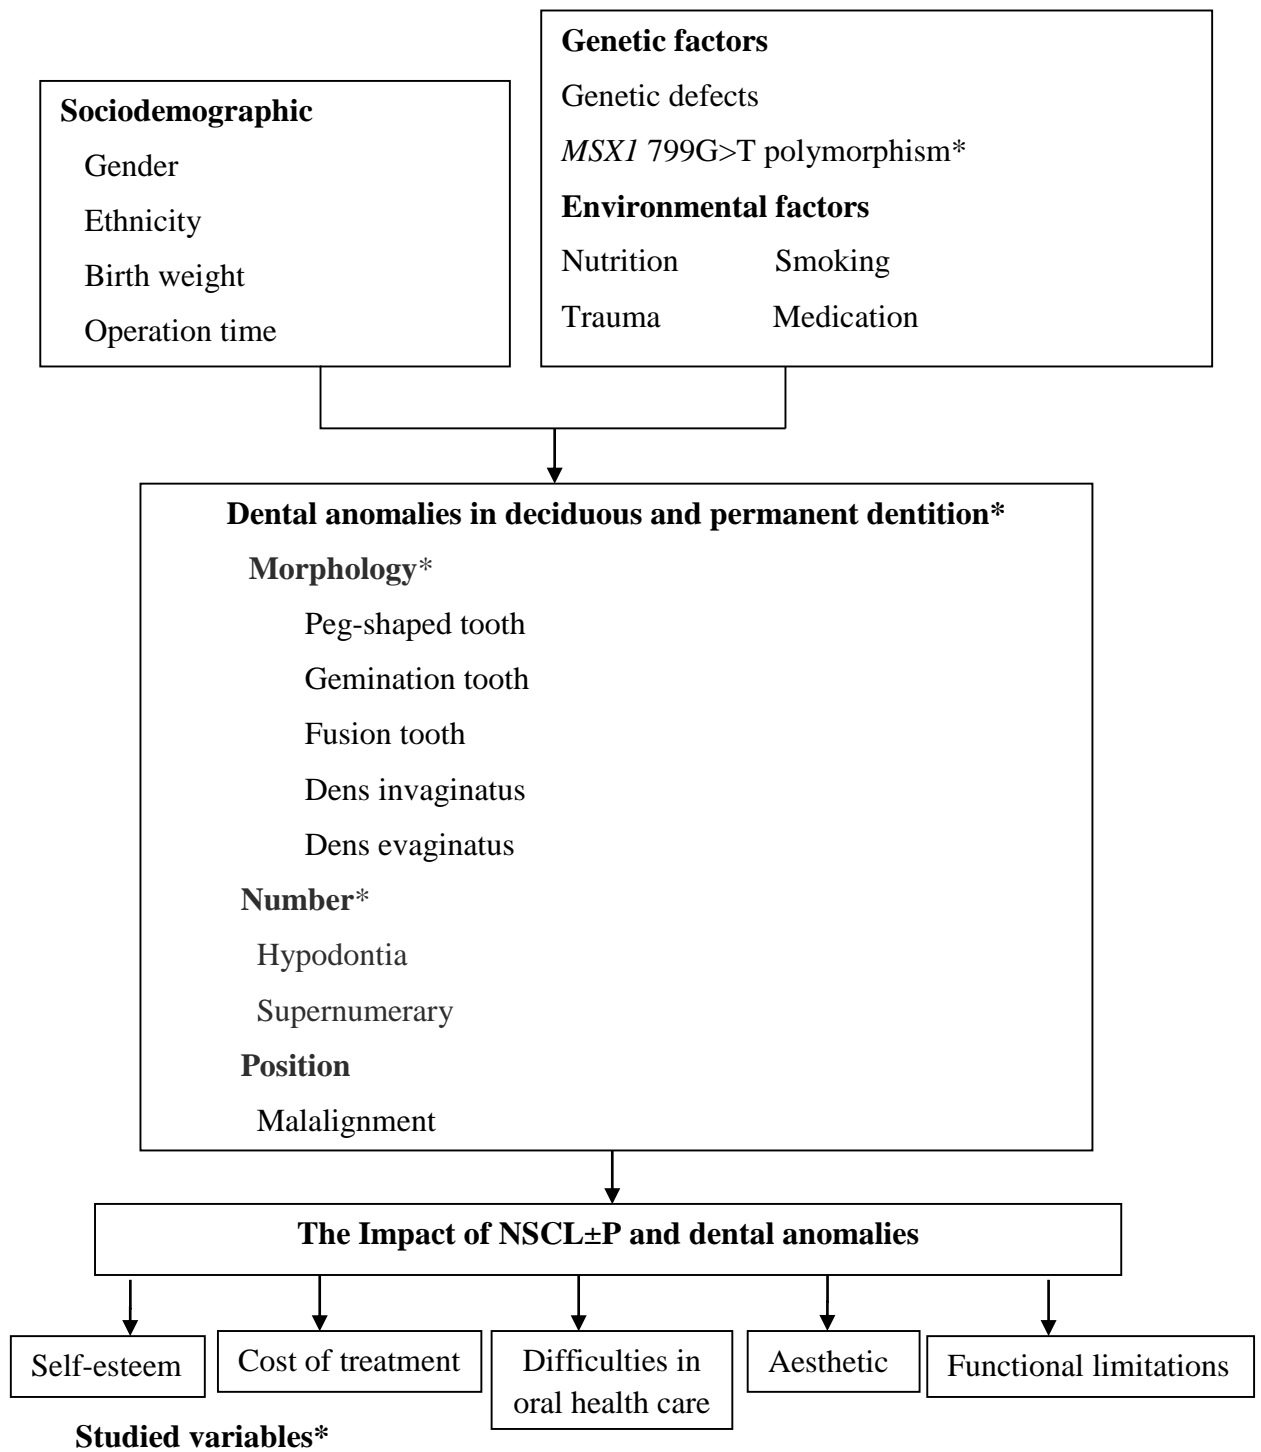 Sociodemographic
Gender
Ethnicity
Birth weight
Operation time
Genetic factors
Genetic defects
MSX1 799G>T polymorphism*
Environmental factors
Nutrition Smoking
Trauma Medication
Dental anomalies in deciduous and permanent dentition*
Morphology*
Peg-shaped tooth
Gemination tooth
Fusion tooth
Dens invaginatus
Dens evaginatus
Number*
Hypodontia
Supernumerary
Position
Malalignment
The Impact of NSCL±P and dental anomalies
Self-esteem
Cost of treatment
Difficulties in
oral health care
Aesthetic
Functional limitations
Studied variables*